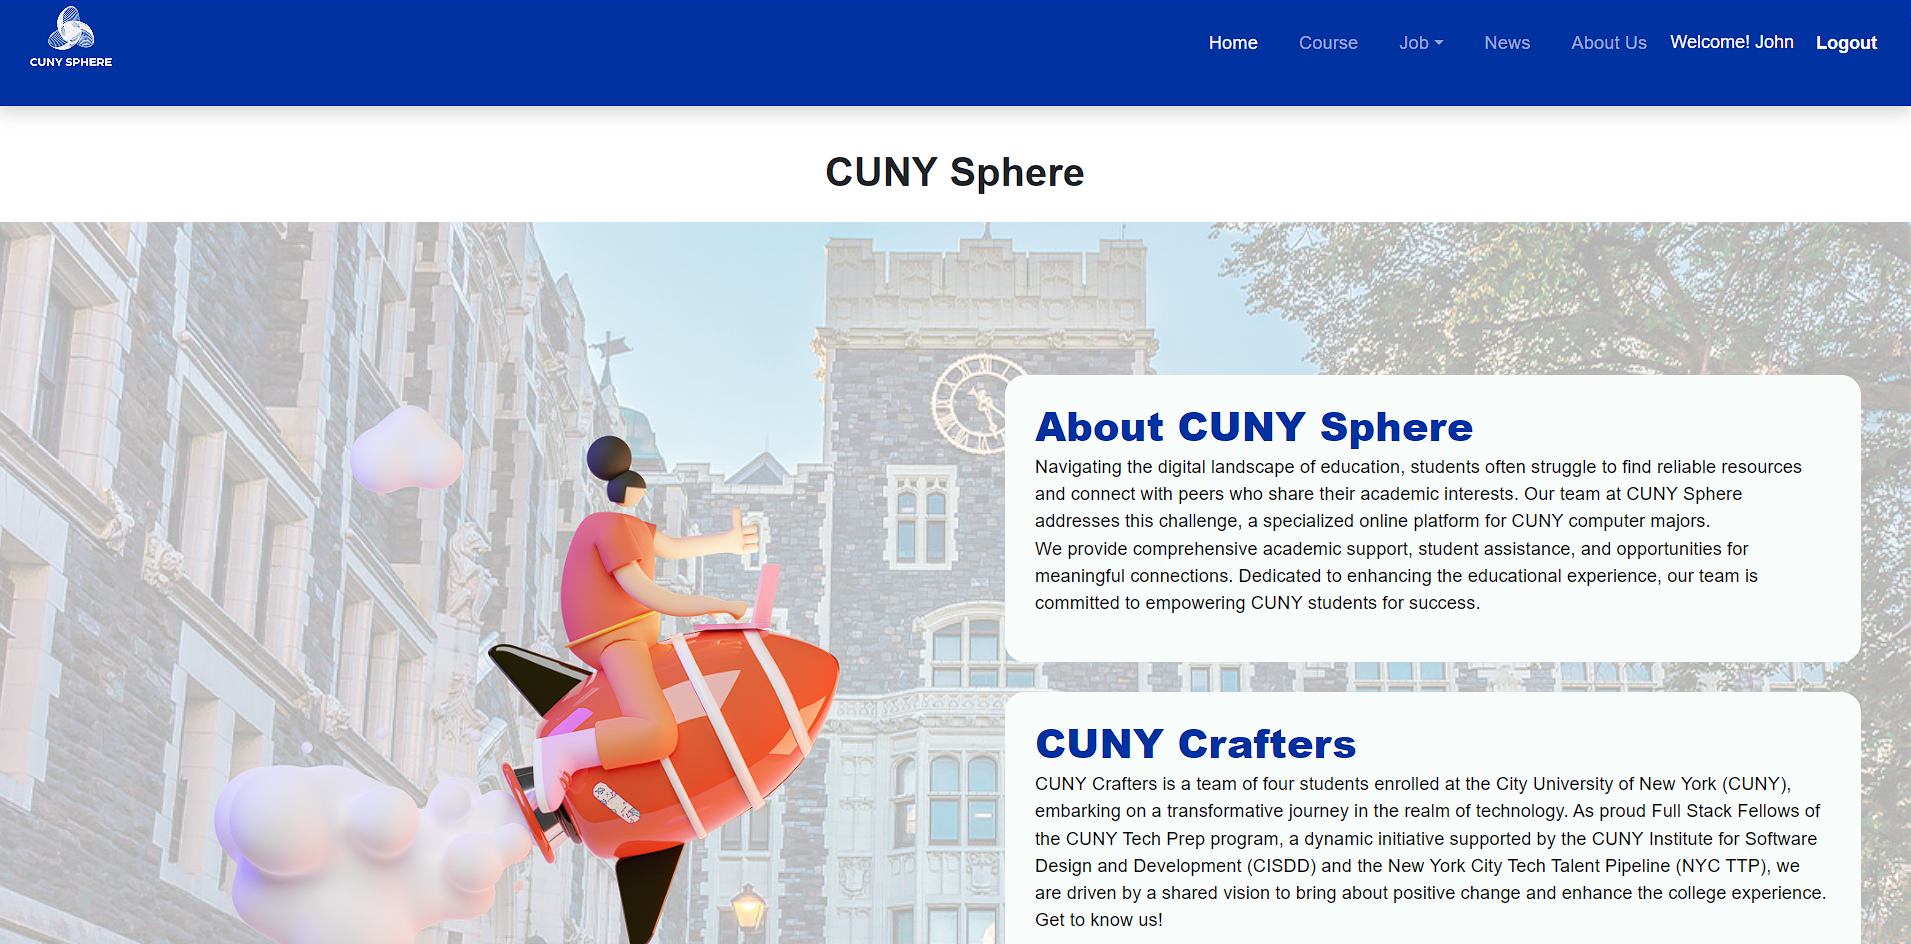 CUNY SPHERE
Home Course Job News About Us Welcome! John Logout
CUNY Sphere
About CUNY Sphere
Navigating the digital landscape of education, students often struggle to find reliable resources
and connect with peers who share their academic interests. Our team at CUNY Sphere
addresses this challenge, a specialized online platform for CUNY computer majors.
We provide comprehensive academic support, student assistance, and opportunities for
meaningful connections. Dedicated to enhancing the educational experience, our team is
committed to empowering CUNY students for success.
CUNY Crafters
CUNY Crafters is a team of four students enrolled at the City University of New York (CUNY),
embarking on a transformative journey in the realm of technology. As proud Full Stack Fellows of
the CUNY Tech Prep program, a dynamic initiative supported by the CUNY Institute for Software
Design and Development (CISDD) and the New York City Tech Talent Pipeline (NYC TTP), we
are driven by a shared vision to bring about positive change and enhance the college experience.
Get to know us!